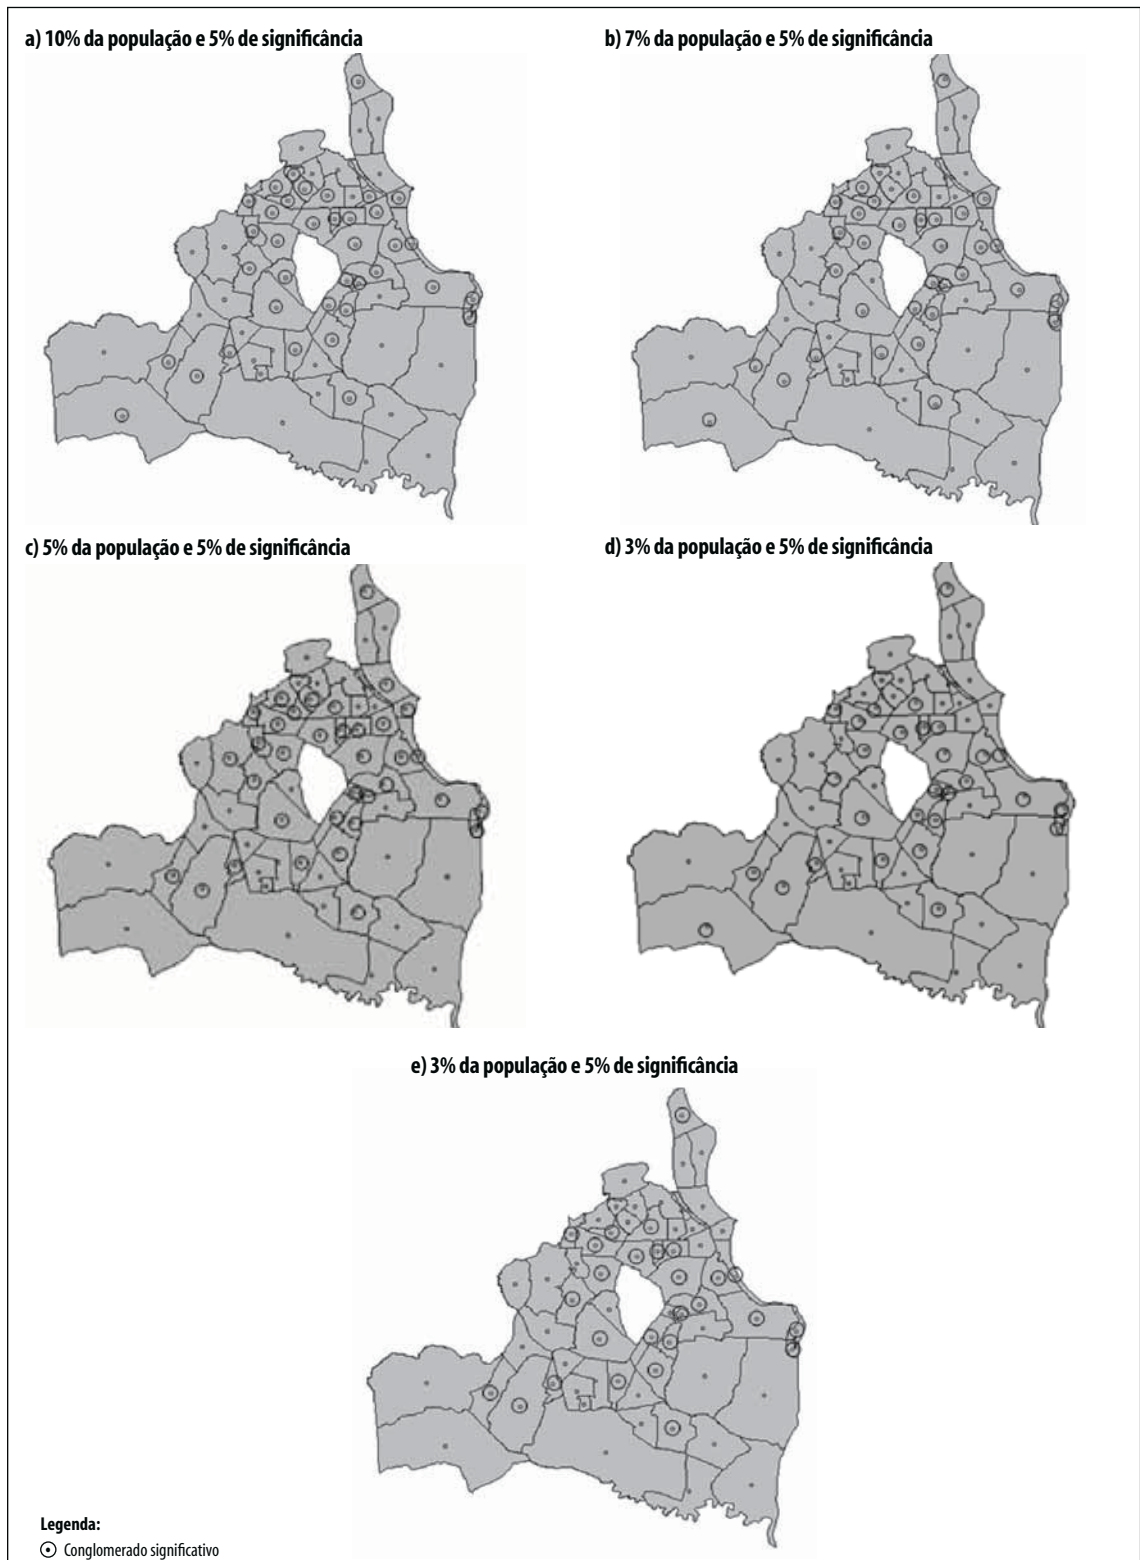 a) 10% da população e 5% de significância
b) 7% da população e 5% de significância
c) 5% da população e 5% de significância
d) 3% da população e 5% de significância
e) 3% da população e 5% de significância
Legenda:
Conglomerado significativo